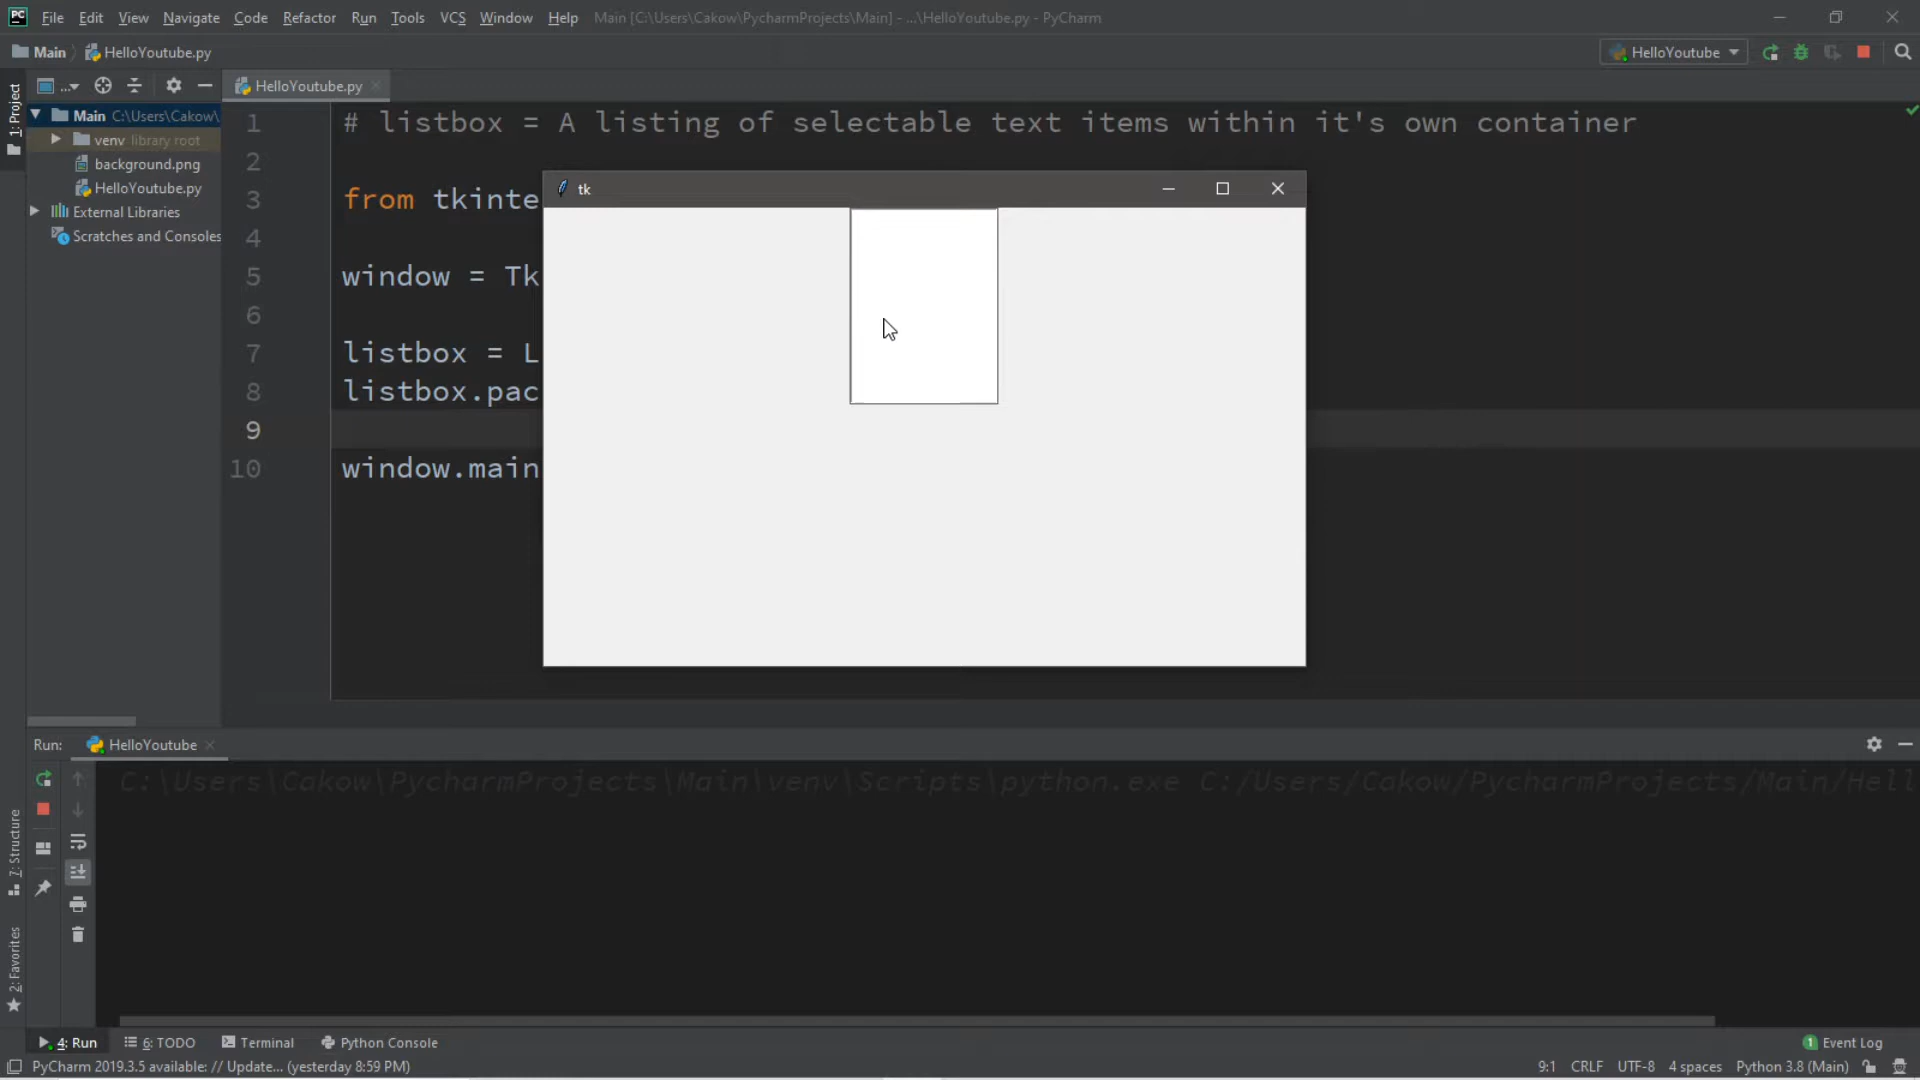 PC File Edit View Navigate Code Refactor Run Tools VCS Window Help Main [C:\Users\Cakow\PycharmProjects\Main] - ...\HelloYoutube.py - PyCharm
Main HelloYoutube.py HelloYoutube
1: Project
... HelloYoutube.py
Main C:\Users\Cakow\
venv library root
background.png
HelloYoutube.py
External Libraries
Scratches and Consoles
1 # listbox = A listing of selectable text items within it's own container
2
3 from tkinte
4
5 window = Tk
6
7 listbox = L
8 listbox.pac
9
10 window.main
tk
Run: HelloYoutube
C:\Users\Cakow\PycharmProjects\Main\venv\Scripts\python.exe C:/Users/Cakow/PycharmProjects/Main/Hell
7: Structure
2: Favorites
4: Run 6: TODO Terminal Python Console 1 Event Log
PyCharm 2019.3.5 available: // Update... (yesterday 8:59 PM) 9:1 CRLF UTF-8 4 spaces Python 3.8 (Main)